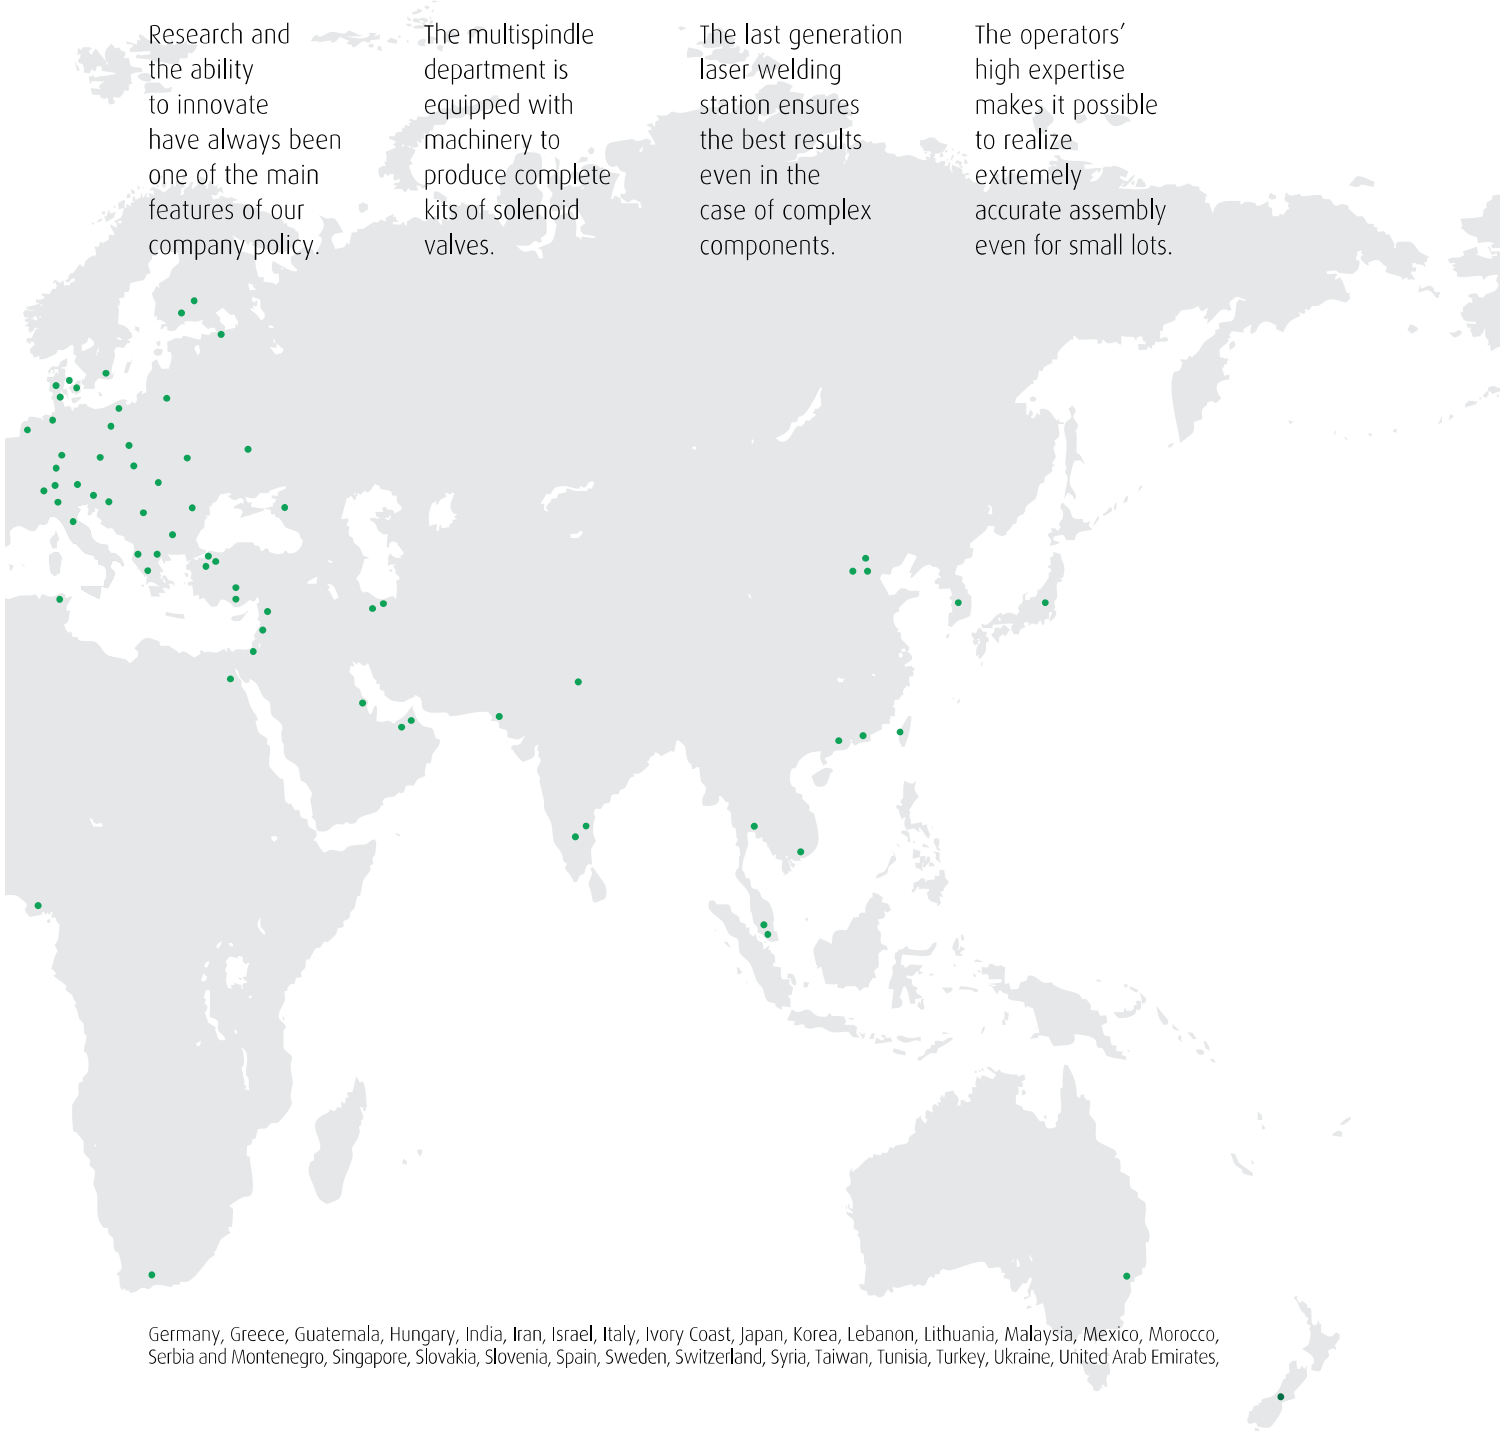 Research and
the ability
to innovate
have always been
one of the main
features of our
company policy.
The multispindle
department is
equipped with
machinery to
produce complete
kits of solenoid
valves.
The last generation
laser welding
station ensures
the best results
even in the
case of complex
components.
The operators’
high expertise
makes it possible
to realize
extremely
accurate assembly
even for small lots.
Germany, Greece, Guatemala, Hungary, India, Iran, Israel, Italy, Ivory Coast, Japan, Korea, Lebanon, Lithuania, Malaysia, Mexico, Morocco,
Serbia and Montenegro, Singapore, Slovakia, Slovenia, Spain, Sweden, Switzerland, Syria, Taiwan, Tunisia, Turkey, Ukraine, United Arab Emirates,